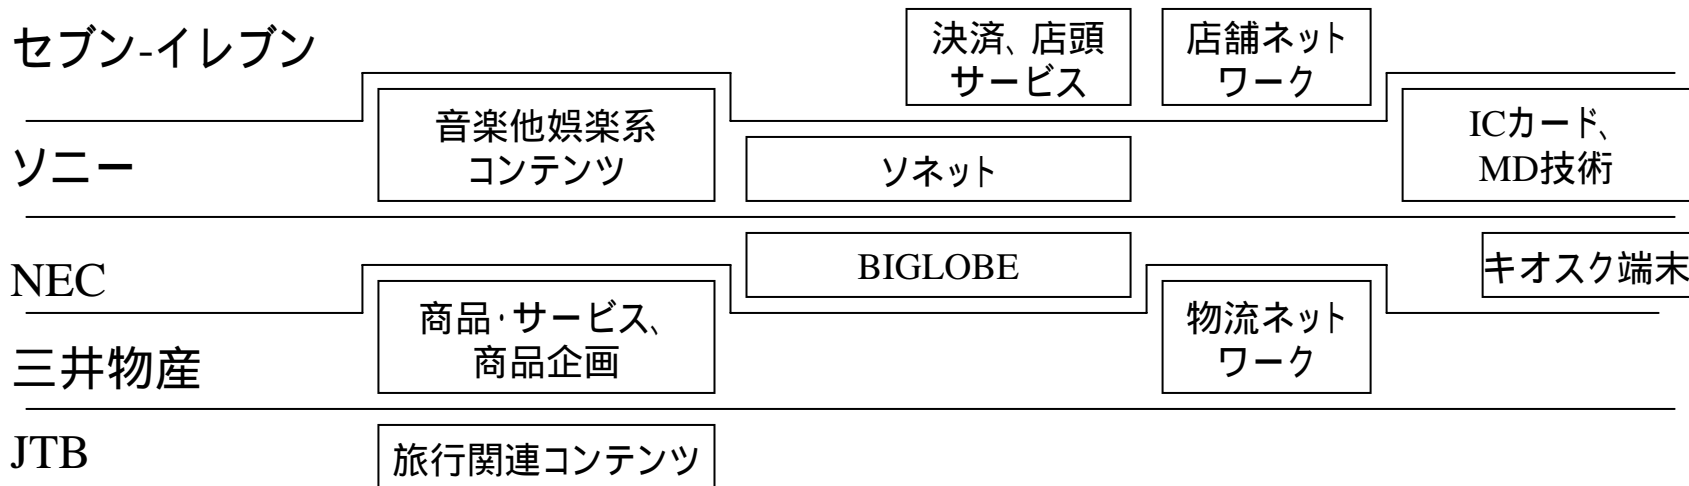 セブン-イレブン
決済、店頭
サービス
店舗ネット
ワーク
ソニー
音楽他娯楽系
コンテンツ
ソネット
ICカード、
MD技術
NEC
BIGLOBE
キオスク端末
三井物産
商品・サービス、
商品企画
物流ネット
ワーク
JTB
旅行関連コンテンツ